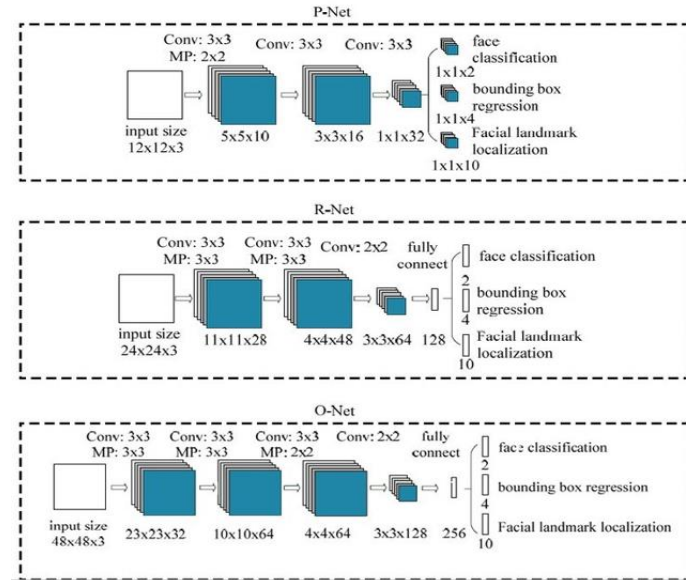 P-Net
Conv: 3x3 Conv: 3x3 Conv: 3x3
MP: 2x2
face
classification
1x1x2
bounding box
regression
1x1x4
Facial landmark
localization
1x1x10
input size
12x12x3
5x5x10 3x3x16 1x1x32
R-Net
Conv: 3x3 Conv: 3x3 Conv: 2x2 fully
MP: 3x3 MP: 3x3 connect
face classification
2
bounding box
regression
4
Facial landmark
localization
10
input size
24x24x3
11x11x28 4x4x48 3x3x64 128
O-Net
Conv: 3x3 Conv: 3x3 Conv: 3x3 Conv: 2x2 fully
MP: 3x3 MP: 3x3 MP: 2x2 connect
face classification
2
bounding box regression
4
Facial landmark localization
10
input size
48x48x3
23x23x32 10x10x64 4x4x64 3x3x128 256